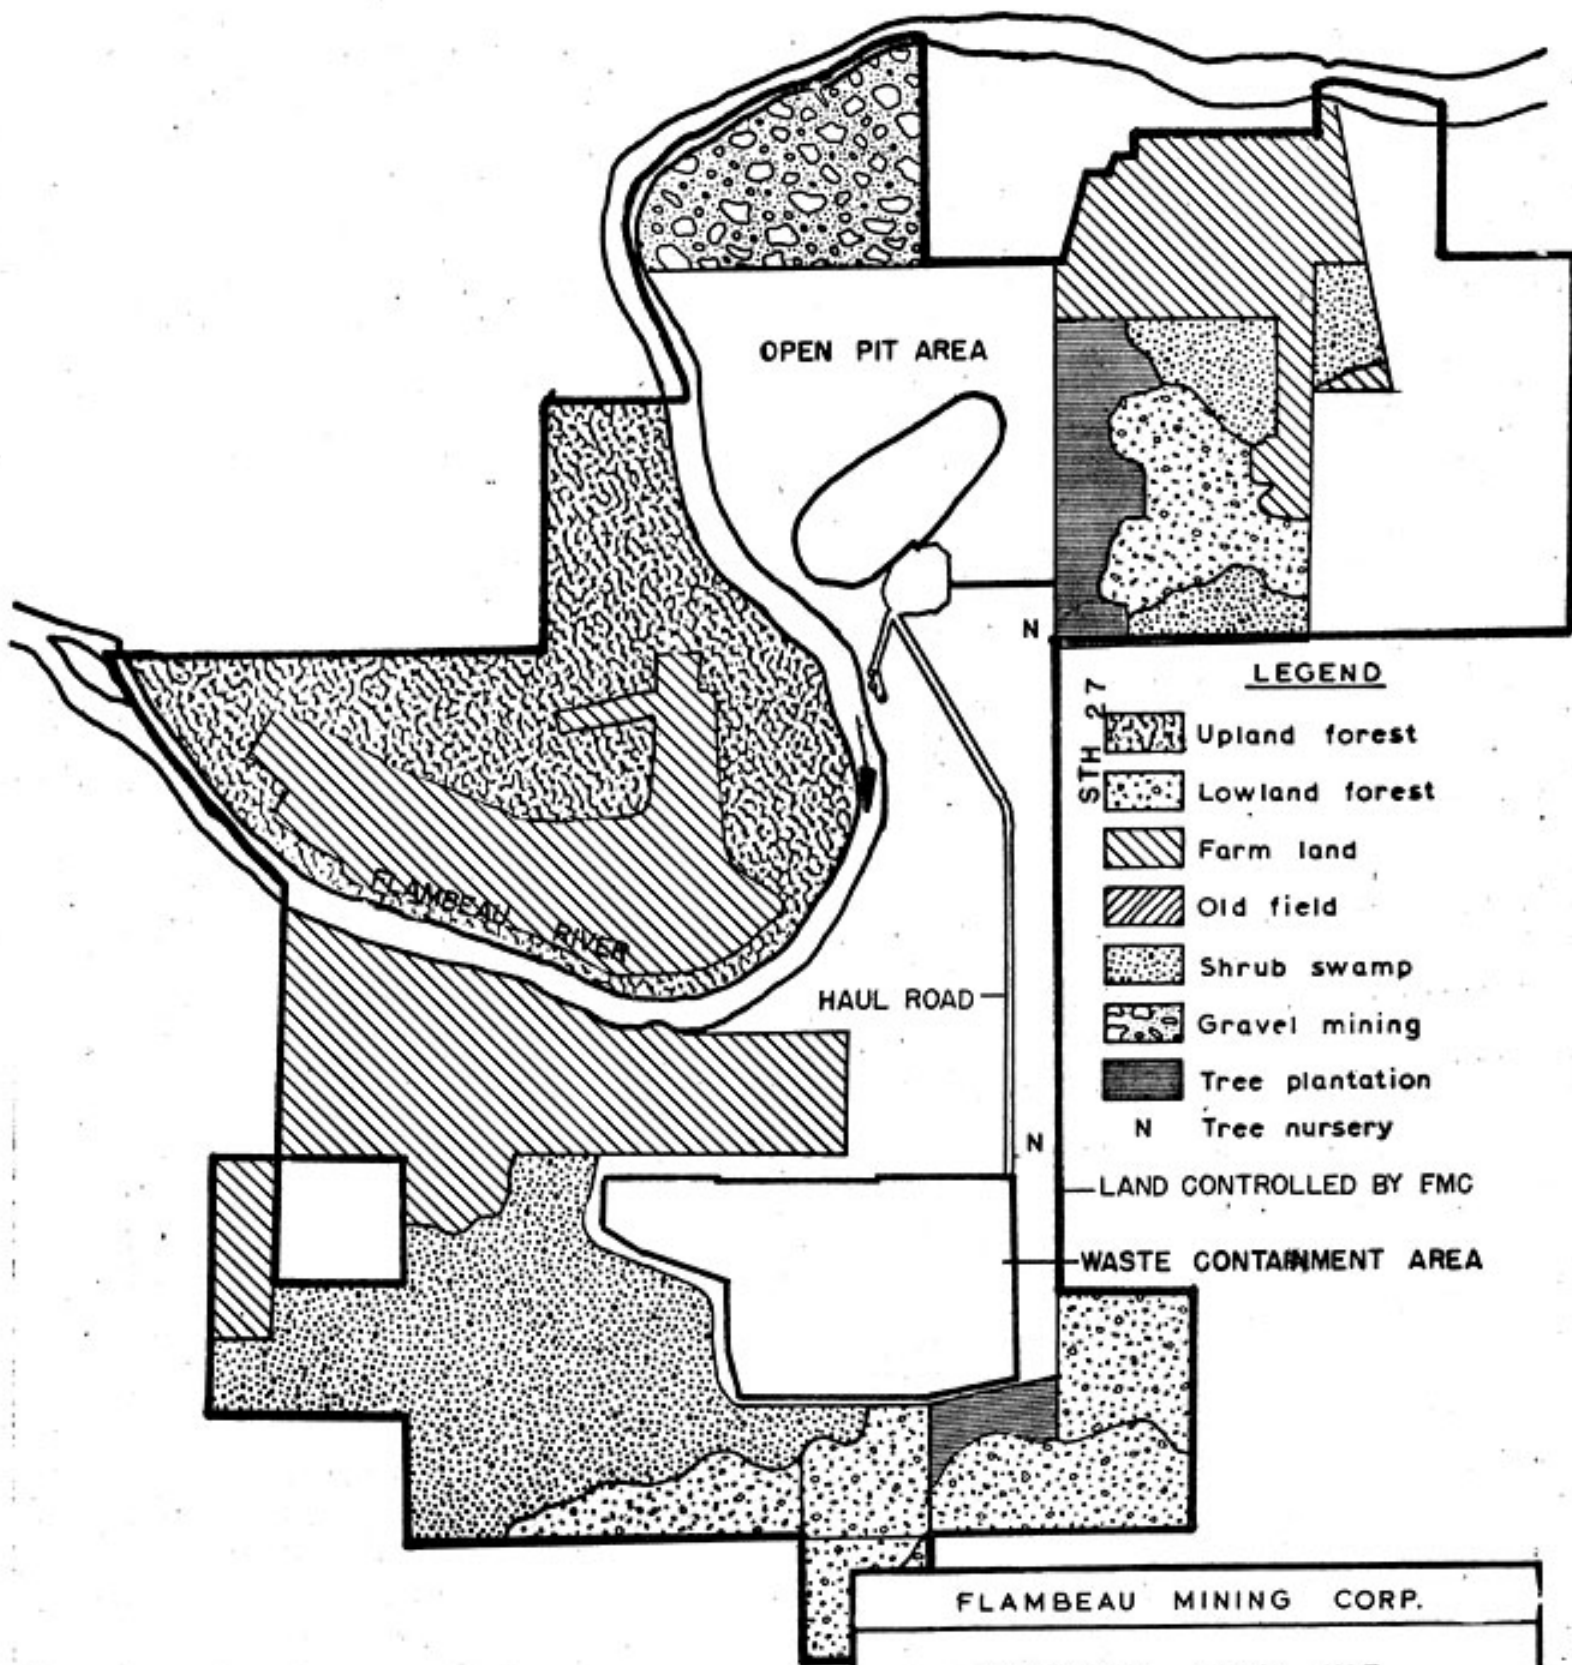 OPEN PIT AREA
N
LEGEND
STH 27
Upland forest
Lowland forest
Farm land
Old field
Shrub swamp
Gravel mining
Tree plantation
N Tree nursery
FLAMBEAU RIVER
HAUL ROAD
N
LAND CONTROLLED BY FMC
WASTE CONTAINMENT AREA
FLAMBEAU MINING CORP.